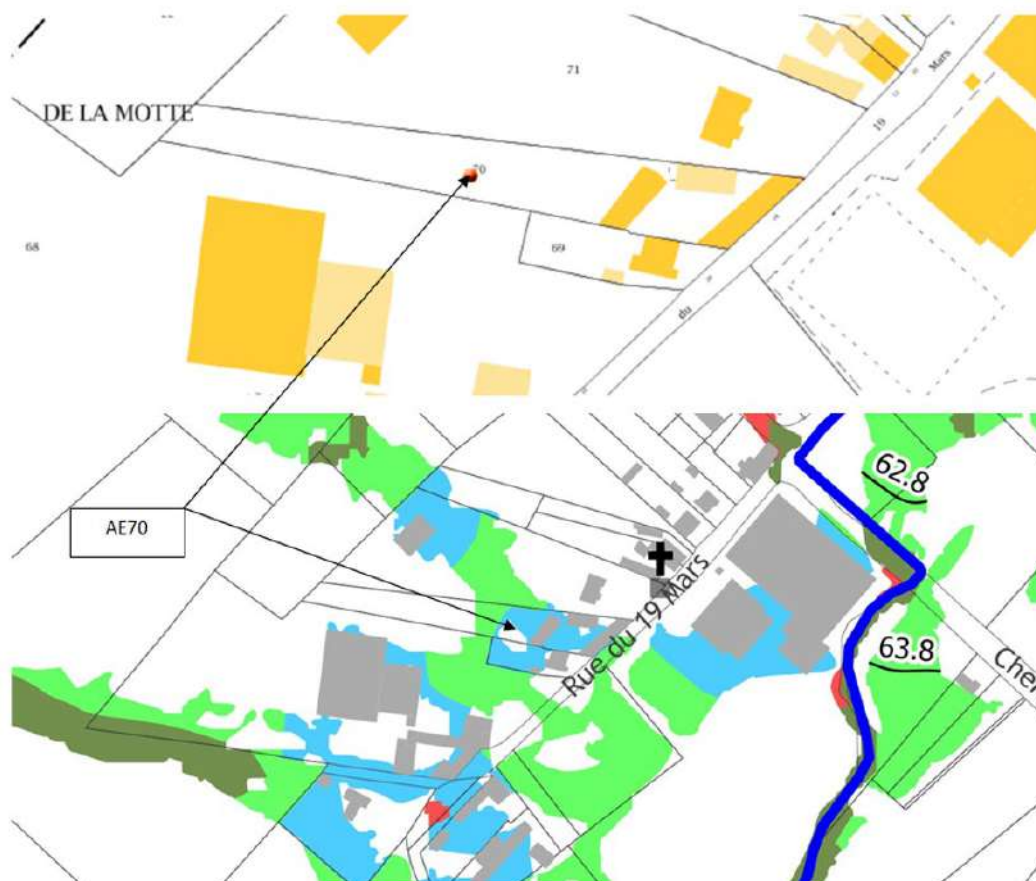 71
Mars
19
DE LA MOTTE
70
68
69
du
62.8
AE70
Rue du 19 Mars
63.8
Che